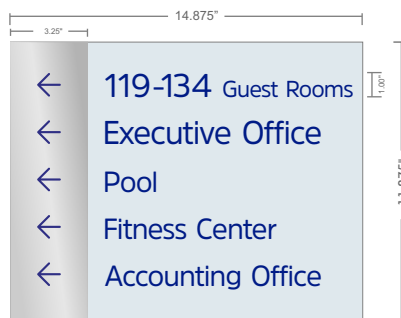 14.875"
3.25"
← 119-134 Guest Rooms
1.00"
← Executive Office
← Pool
← Fitness Center
← Accounting Office